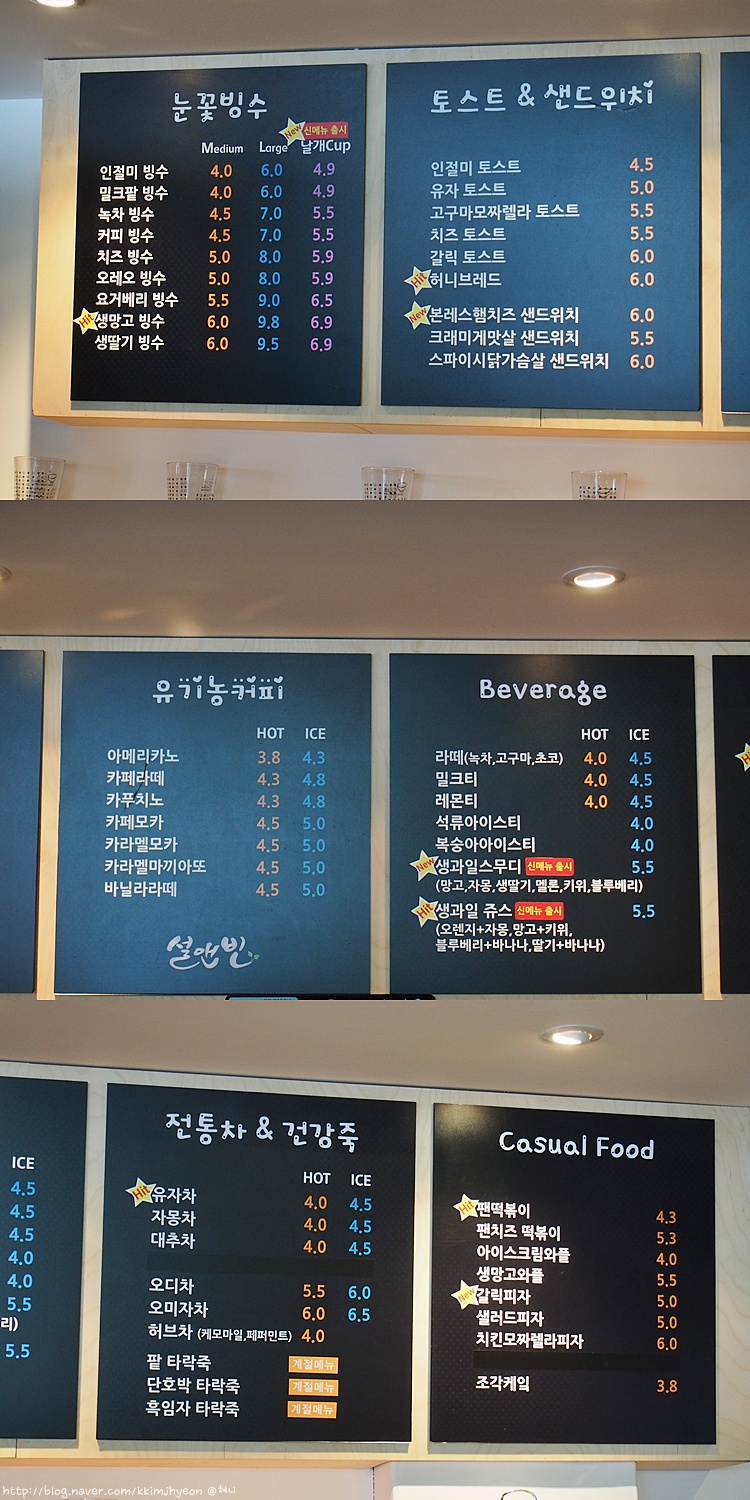 눈꽃빙수
New 신메뉴 출시
Medium Large 날개Cup
인절미 빙수 4.0 6.0 4.9
밀크팥 빙수 4.0 6.0 4.9
녹차 빙수 4.5 7.0 5.5
커피 빙수 4.5 7.0 5.5
치즈 빙수 5.0 8.0 5.9
오레오 빙수 5.0 8.0 5.9
요거베리 빙수 5.5 9.0 6.5
Hit 생망고 빙수 6.0 9.8 6.9
생딸기 빙수 6.0 9.5 6.9
토스트 & 샌드위치
인절미 토스트 4.5
유자 토스트 5.0
고구마모짜렐라 토스트 5.5
치즈 토스트 5.5
갈릭 토스트 6.0
Hit 허니브레드 6.0
New 본레스햄치즈 샌드위치 6.0
크래미게맛살 샌드위치 5.5
스파이시닭가슴살 샌드위치 6.0
유기농커피
HOT ICE
아메리카노 3.8 4.3
카페라떼 4.3 4.8
카푸치노 4.3 4.8
카페모카 4.5 5.0
카라멜모카 4.5 5.0
카라멜마끼아또 4.5 5.0
바닐라라떼 4.5 5.0
설앤빈
Beverage
HOT ICE
라떼(녹차,고구마,초코) 4.0 4.5
밀크티 4.0 4.5
레몬티 4.0 4.5
석류아이스티 4.0
복숭아아이스티 4.0
New 생과일스무디 신메뉴 출시 5.5
(망고,자몽,생딸기,멜론,키위,블루베리)
Hit 생과일 쥬스 신메뉴 출시 5.5
(오렌지+자몽,망고+키위,
블루베리+바나나,딸기+바나나)
ICE
4.5
4.5
4.5
4.0
4.0
5.5
리)
5.5
전통차 & 건강죽
HOT ICE
Hit 유자차 4.0 4.5
자몽차 4.0 4.5
대추차 4.0 4.5
오디차 5.5 6.0
오미자차 6.0 6.5
허브차 (케모마일,페퍼민트) 4.0
팥 타락죽 계절메뉴
단호박 타락죽 계절메뉴
흑임자 타락죽 계절메뉴
Casual Food
Hit 팬떡볶이 4.3
팬치즈 떡볶이 5.3
아이스크림와플 4.0
생망고와플 5.5
New 갈릭피자 5.0
샐러드피자 5.0
치킨모짜렐라피자 6.0
조각케잌 3.8
http://blog.naver.com/kkimjhyeon @혀니